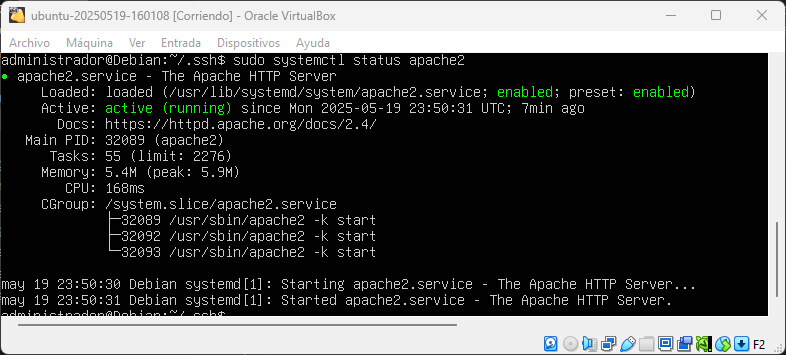 ubuntu-20250519-160108 [Corriendo] - Oracle VirtualBox
Archivo Máquina Ver Entrada Dispositivos Ayuda
administrador@Debian:~/.ssh$ sudo systemctl status apache2
● apache2.service - The Apache HTTP Server
Loaded: loaded (/usr/lib/systemd/system/apache2.service; enabled; preset: enabled)
Active: active (running) since Mon 2025-05-19 23:50:31 UTC; 7min ago
Docs: https://httpd.apache.org/docs/2.4/
Main PID: 32089 (apache2)
Tasks: 55 (limit: 2276)
Memory: 5.4M (peak: 5.9M)
CPU: 168ms
CGroup: /system.slice/apache2.service
├─32089 /usr/sbin/apache2 -k start
├─32092 /usr/sbin/apache2 -k start
└─32093 /usr/sbin/apache2 -k start
may 19 23:50:30 Debian systemd[1]: Starting apache2.service - The Apache HTTP Server...
may 19 23:50:31 Debian systemd[1]: Started apache2.service - The Apache HTTP Server.
administrador@Debian:~/.ssh$
F2